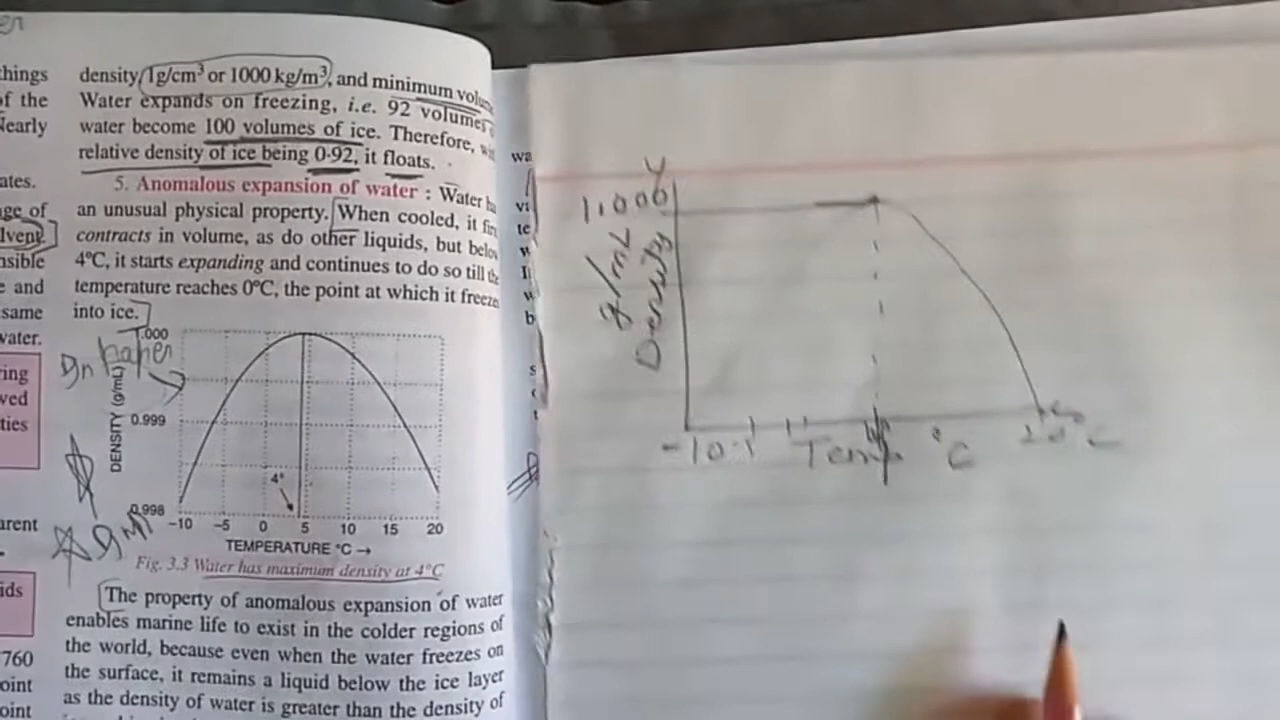 er
things
of the
Nearly
ates.
nge of
lvent
nsible
e and
same
water.
ring
ved
ties
arent
ids
760
oint
oint
density 1g/cm³ or 1000 kg/m³, and minimum
Water expands on freezing, i.e. 92 volumes
water become 100 volumes of ice. Therefore,
relative density of ice being 0·92, it floats.
5. Anomalous expansion of water : Water
an unusual physical property. When cooled, it
contracts in volume, as do other liquids, but below
4°C, it starts expanding and continues to do so till
temperature reaches 0°C, the point at which it freeze
into ice.
1.000
0.999
0.998
DENSITY (g/mL)
4°
-10 -5 0 5 10 15 20
TEMPERATURE °C →
Fig. 3.3 Water has maximum density at 4°C
The property of anomalous expansion of water
enables marine life to exist in the colder regions of
the world, because even when the water freezes on
the surface, it remains a liquid below the ice layer
as the density of water is greater than the density of
wa
vi
te
w
w
b
Y
1.000
g/mL
Density
-10
Temp. °C